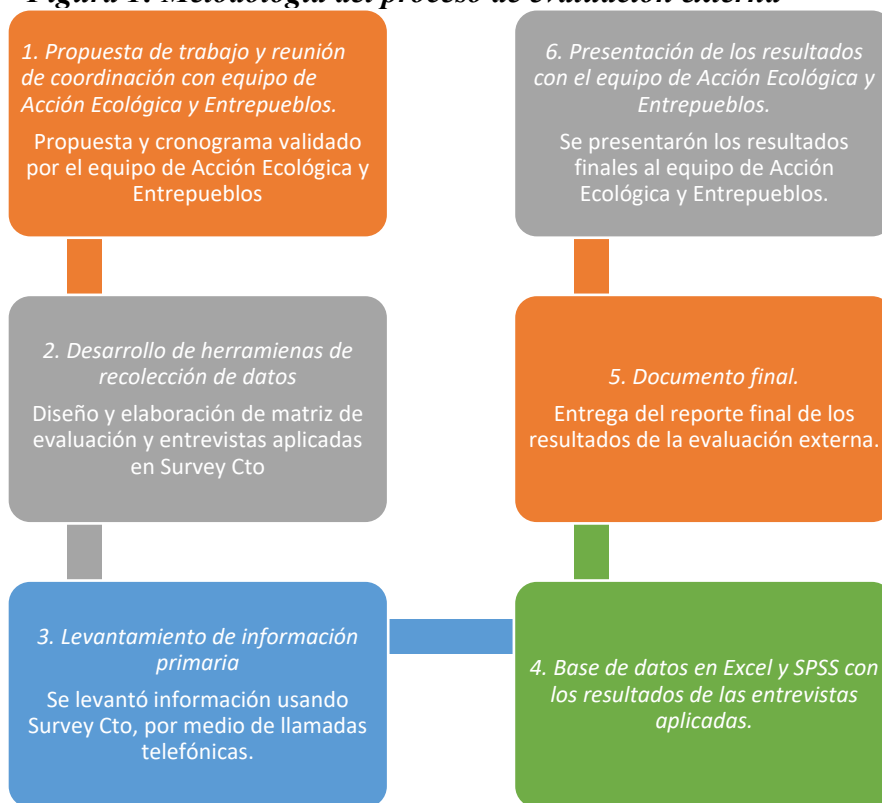 Figura 1. Metodología del proceso de evaluación externa
1. Propuesta de trabajo y reunión
de coordinación con equipo de
Acción Ecológica y Entrepueblos.
Propuesta y cronograma validado
por el equipo de Acción Ecológica y
Entrepueblos
2. Desarrollo de herramienas de
recolección de datos
Diseño y elaboración de matriz de
evaluación y entrevistas aplicadas
en Survey Cto
3. Levantamiento de información
primaria
Se levantó información usando
Survey Cto, por medio de llamadas
telefónicas.
4. Base de datos en Excel y SPSS con
los resultados de las entrevistas
aplicadas.
5. Documento final.
Entrega del reporte final de los
resultados de la evaluación externa.
6. Presentación de los resultados
con el equipo de Acción Ecológica y
Entrepueblos.
Se presentarón los resultados
finales al equipo de Acción
Ecológica y Entrepueblos.